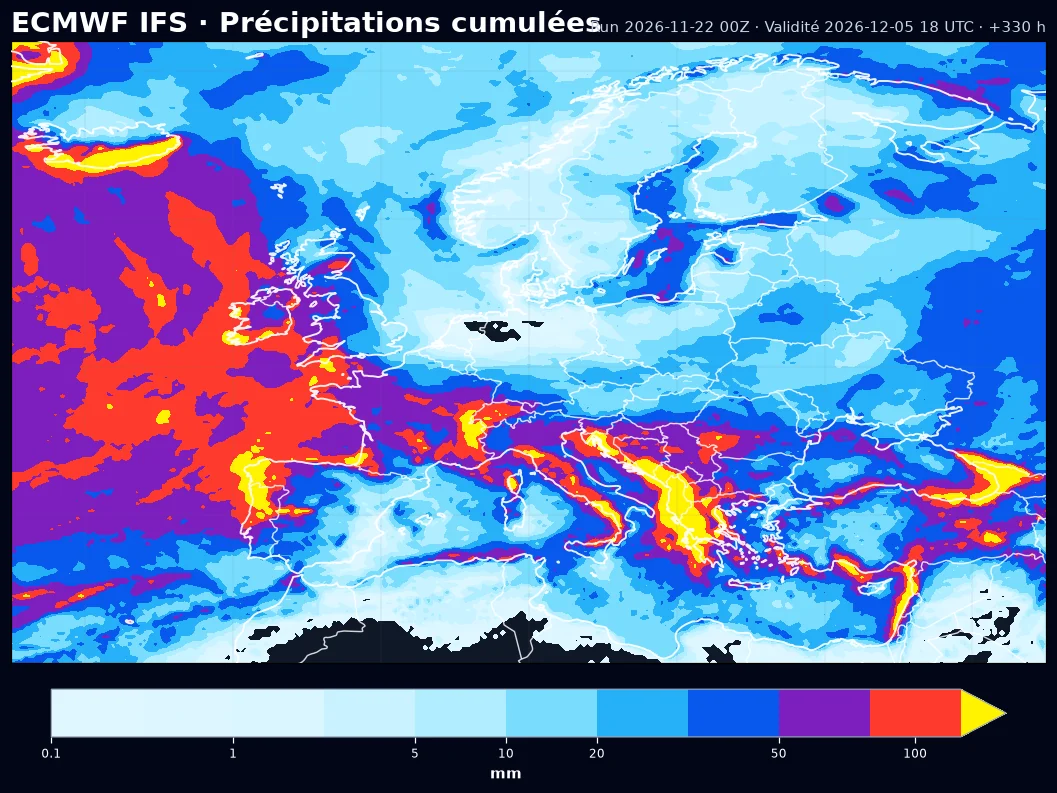 ECMWF IFS · Précipitations cumulées
Run 2026-11-22 00Z · Validité 2026-12-05 18 UTC · +330 h
0.1 1 5 10 20 50 100
mm